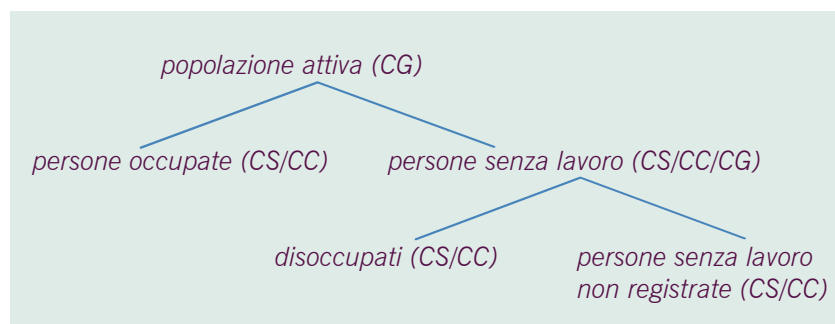 popolazione attiva (CG)
persone occupate (CS/CC)
persone senza lavoro (CS/CC/CG)
disoccupati (CS/CC)
persone senza lavoro
non registrate (CS/CC)